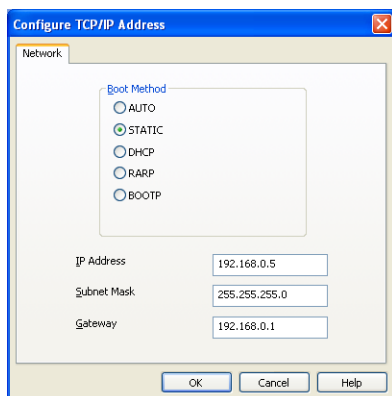 Configure TCP/IP Address
Network
Boot Method
AUTO
STATIC
DHCP
RARP
BOOTP
IP Address 192.168.0.5
Subnet Mask 255.255.255.0
Gateway 192.168.0.1
OK Cancel Help